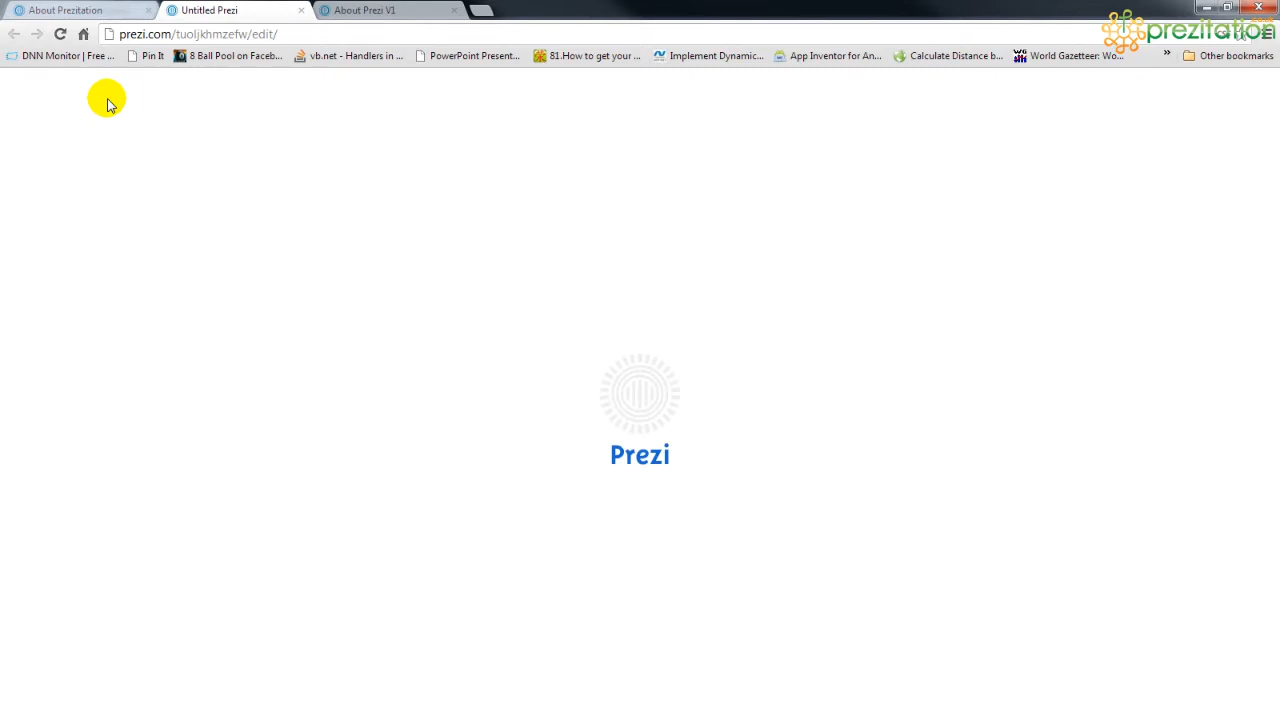 About Prezitation
Untitled Prezi
About Prezi V1
prezi.com/tuoljkhmzefw/edit/
prezitation
DNN Monitor | Free ...
Pin It
8 Ball Pool on Faceb...
vb.net - Handlers in ...
PowerPoint Present...
81.How to get your ...
Implement Dynamic...
App Inventor for An...
Calculate Distance b...
World Gazetteer: Wo...
»
Other bookmarks
Prezi